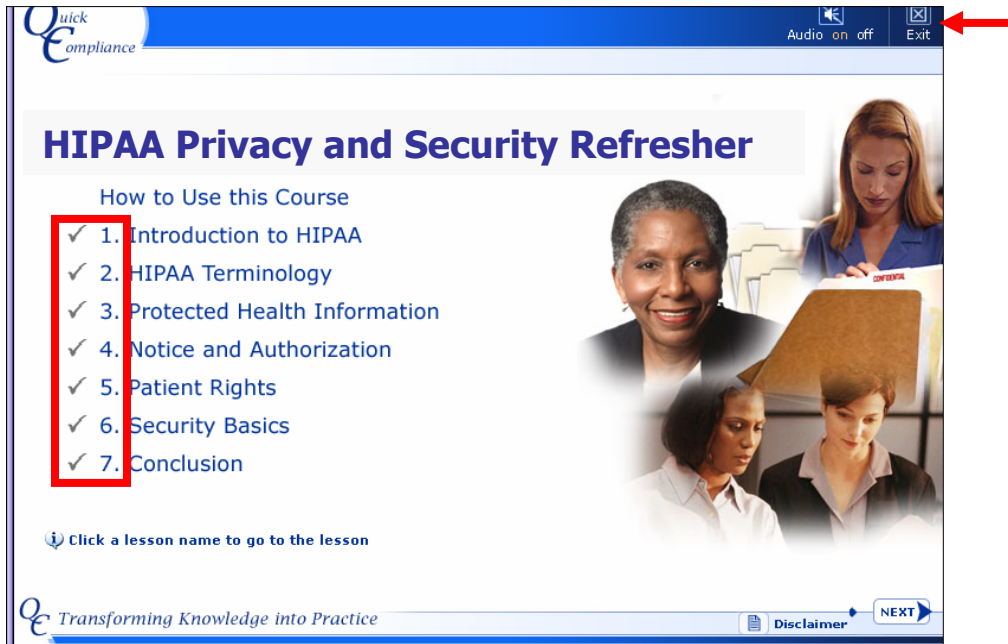 Quick
Compliance
Audio on off
Exit
HIPAA Privacy and Security Refresher
How to Use this Course
✓ 1. Introduction to HIPAA
✓ 2. HIPAA Terminology
✓ 3. Protected Health Information
✓ 4. Notice and Authorization
✓ 5. Patient Rights
✓ 6. Security Basics
✓ 7. Conclusion
CONFIDENTIAL
Click a lesson name to go to the lesson
QC Transforming Knowledge into Practice
Disclaimer
NEXT